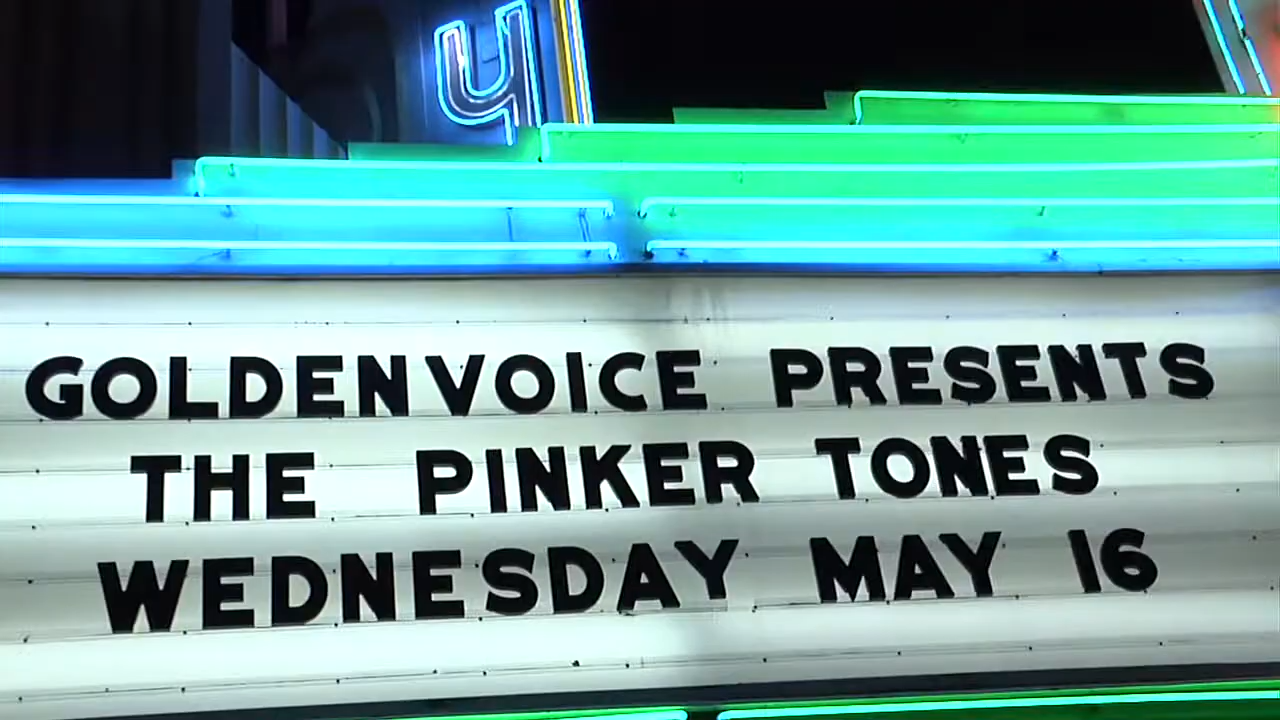 Y
GOLDENVOICE PRESENTS
THE PINKER TONES
WEDNESDAY MAY 16